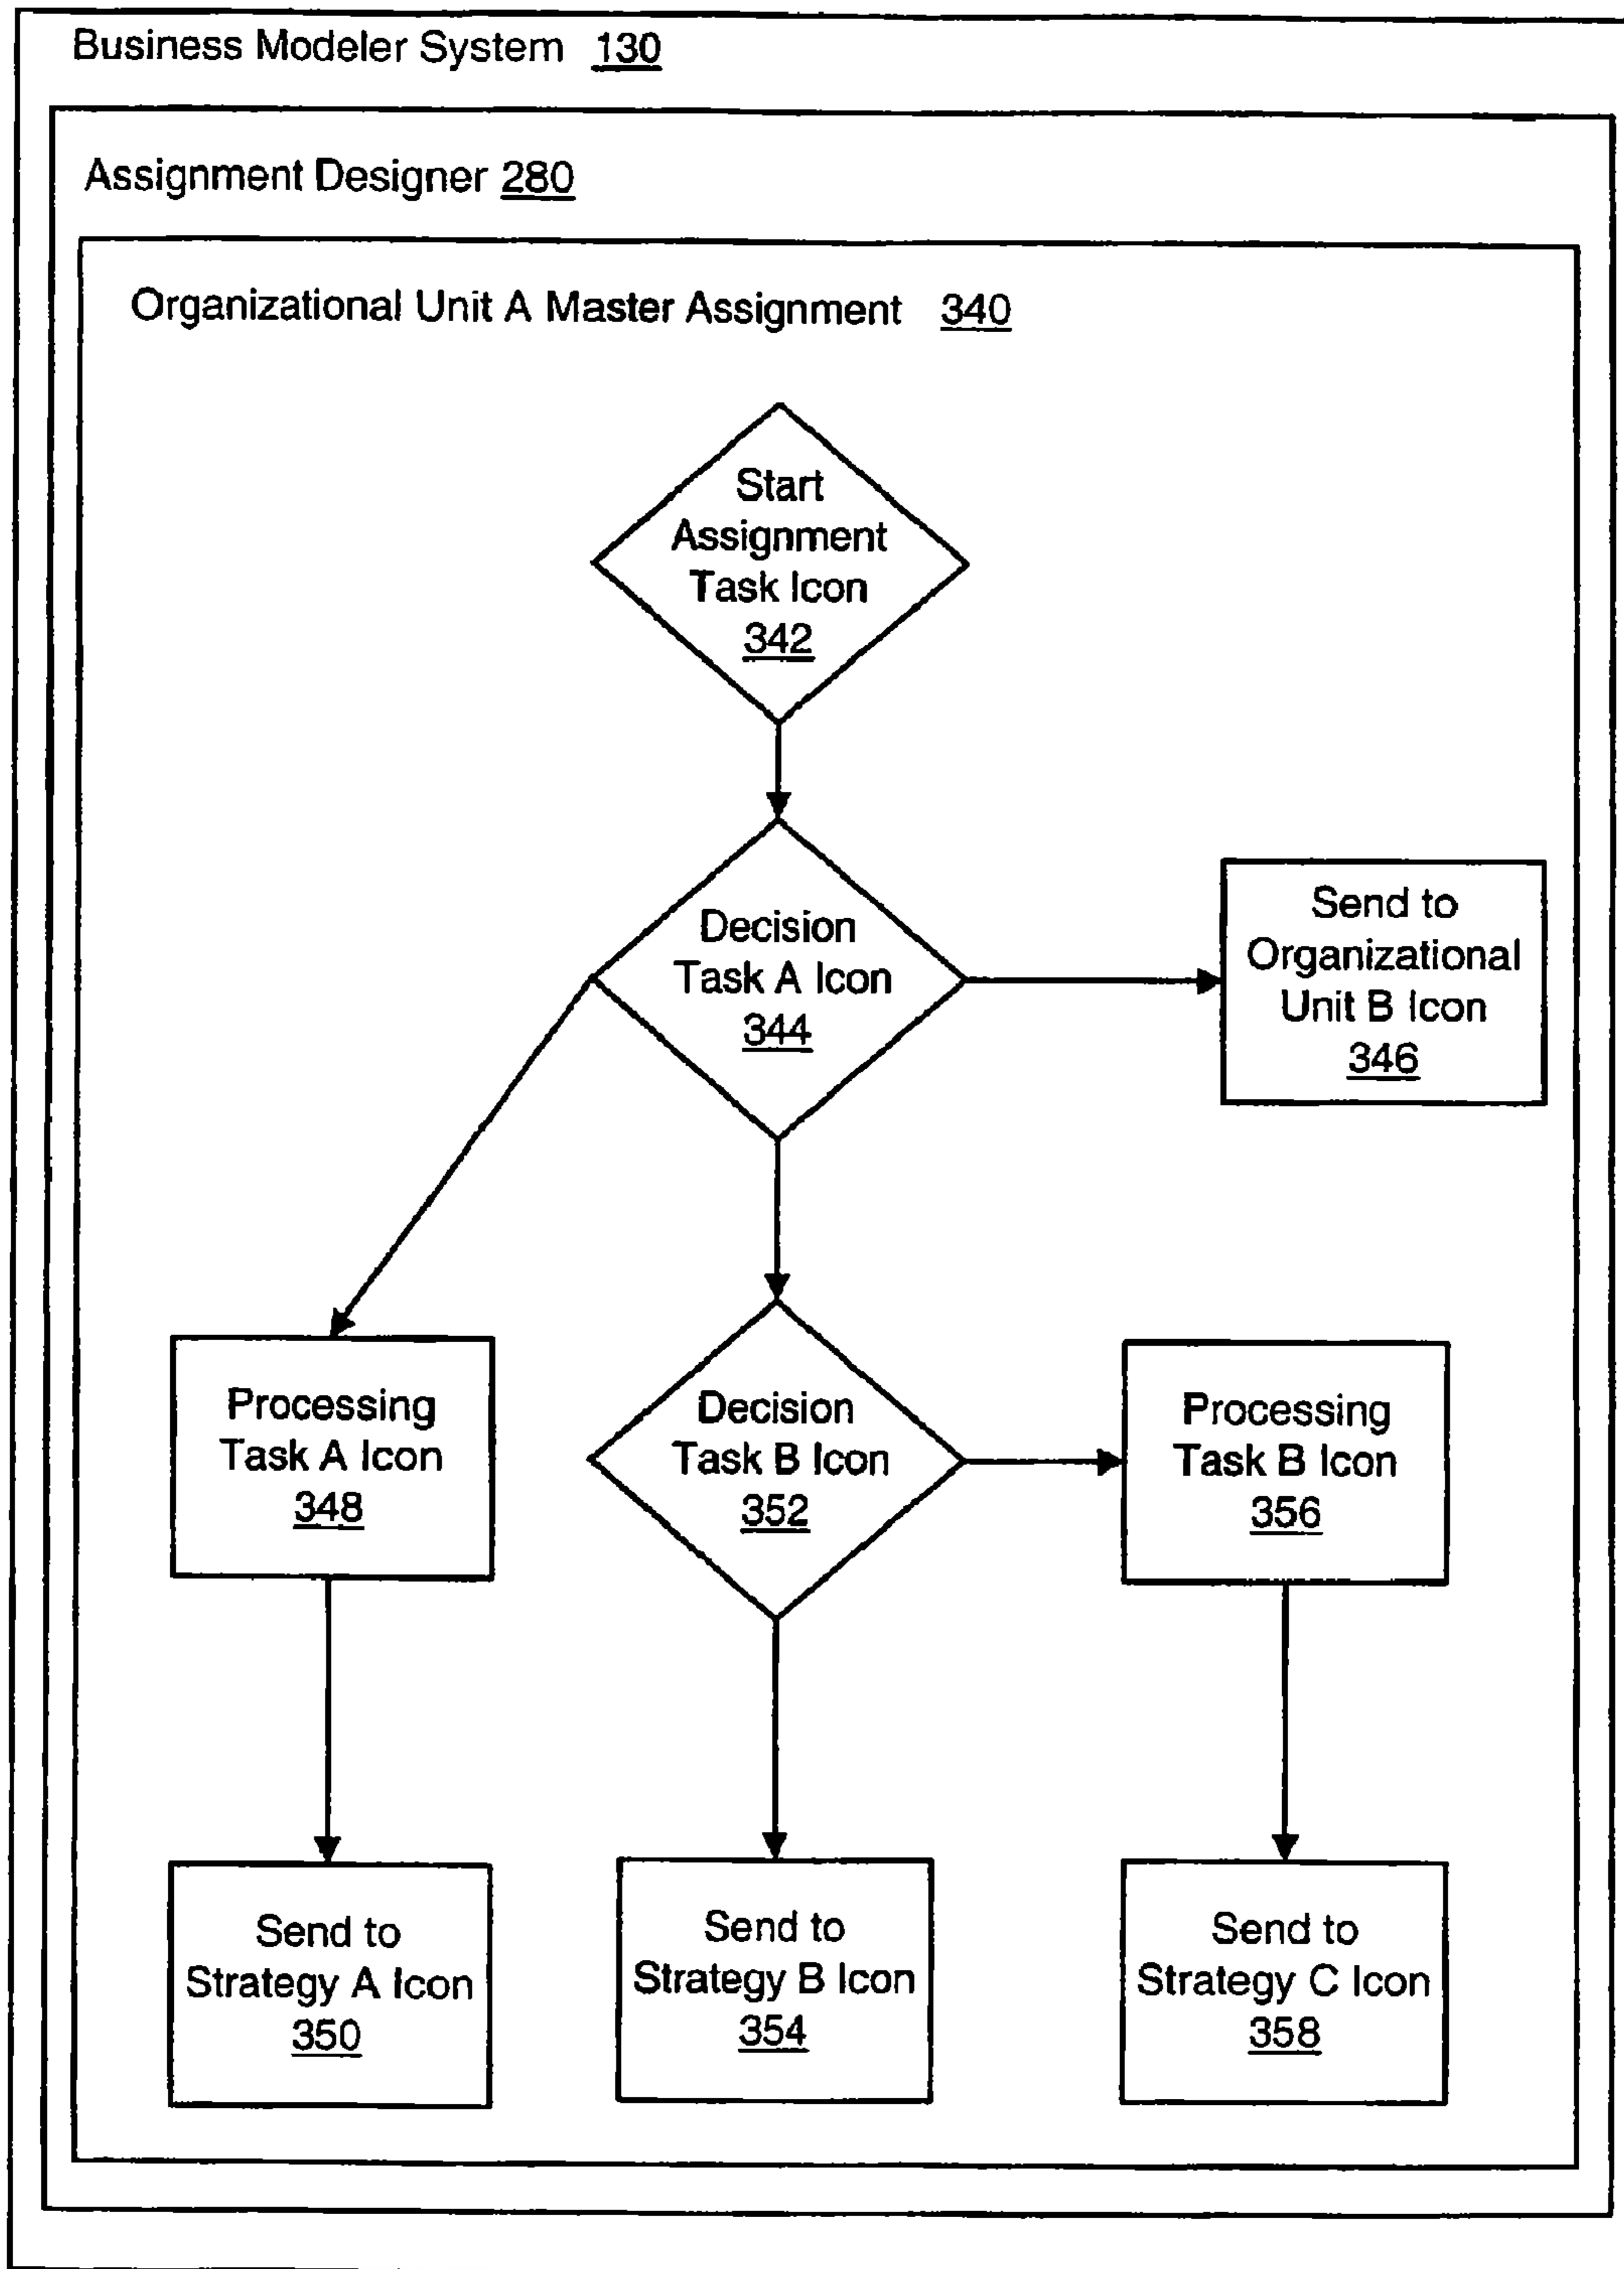 Business Modeler System 130
Assignment Designer 280
Organizational Unit A Master Assignment 340
Start
Assignment
Task Icon
342
Decision
Task A Icon
344
Send to
Organizational
Unit B Icon
346
Processing
Task A Icon
348
Decision
Task B Icon
352
Processing
Task B Icon
356
Send to
Strategy A Icon
350
Send to
Strategy B Icon
354
Send to
Strategy C Icon
358